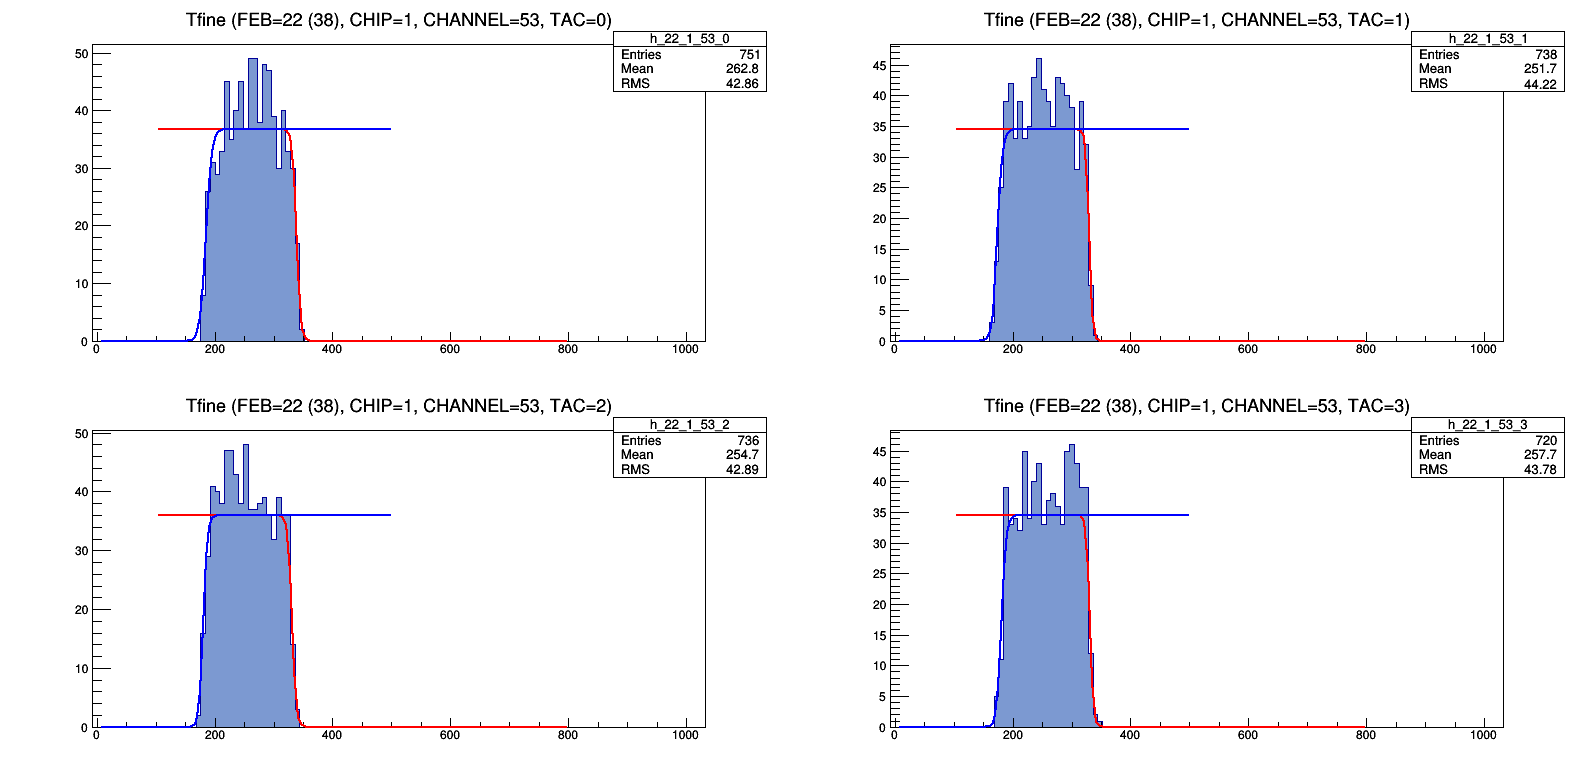 Tfine (FEB=22 (38), CHIP=1, CHANNEL=53, TAC=0)
h_22_1_53_0
Entries 751
Mean 262.8
RMS 42.86
50
40
30
20
10
0
0 200 400 600 800 1000
Tfine (FEB=22 (38), CHIP=1, CHANNEL=53, TAC=1)
h_22_1_53_1
Entries 738
Mean 251.7
RMS 44.22
45
40
35
30
25
20
15
10
5
0
0 200 400 600 800 1000
Tfine (FEB=22 (38), CHIP=1, CHANNEL=53, TAC=2)
h_22_1_53_2
Entries 736
Mean 254.7
RMS 42.89
50
40
30
20
10
0
0 200 400 600 800 1000
Tfine (FEB=22 (38), CHIP=1, CHANNEL=53, TAC=3)
h_22_1_53_3
Entries 720
Mean 257.7
RMS 43.78
45
40
35
30
25
20
15
10
5
0
0 200 400 600 800 1000